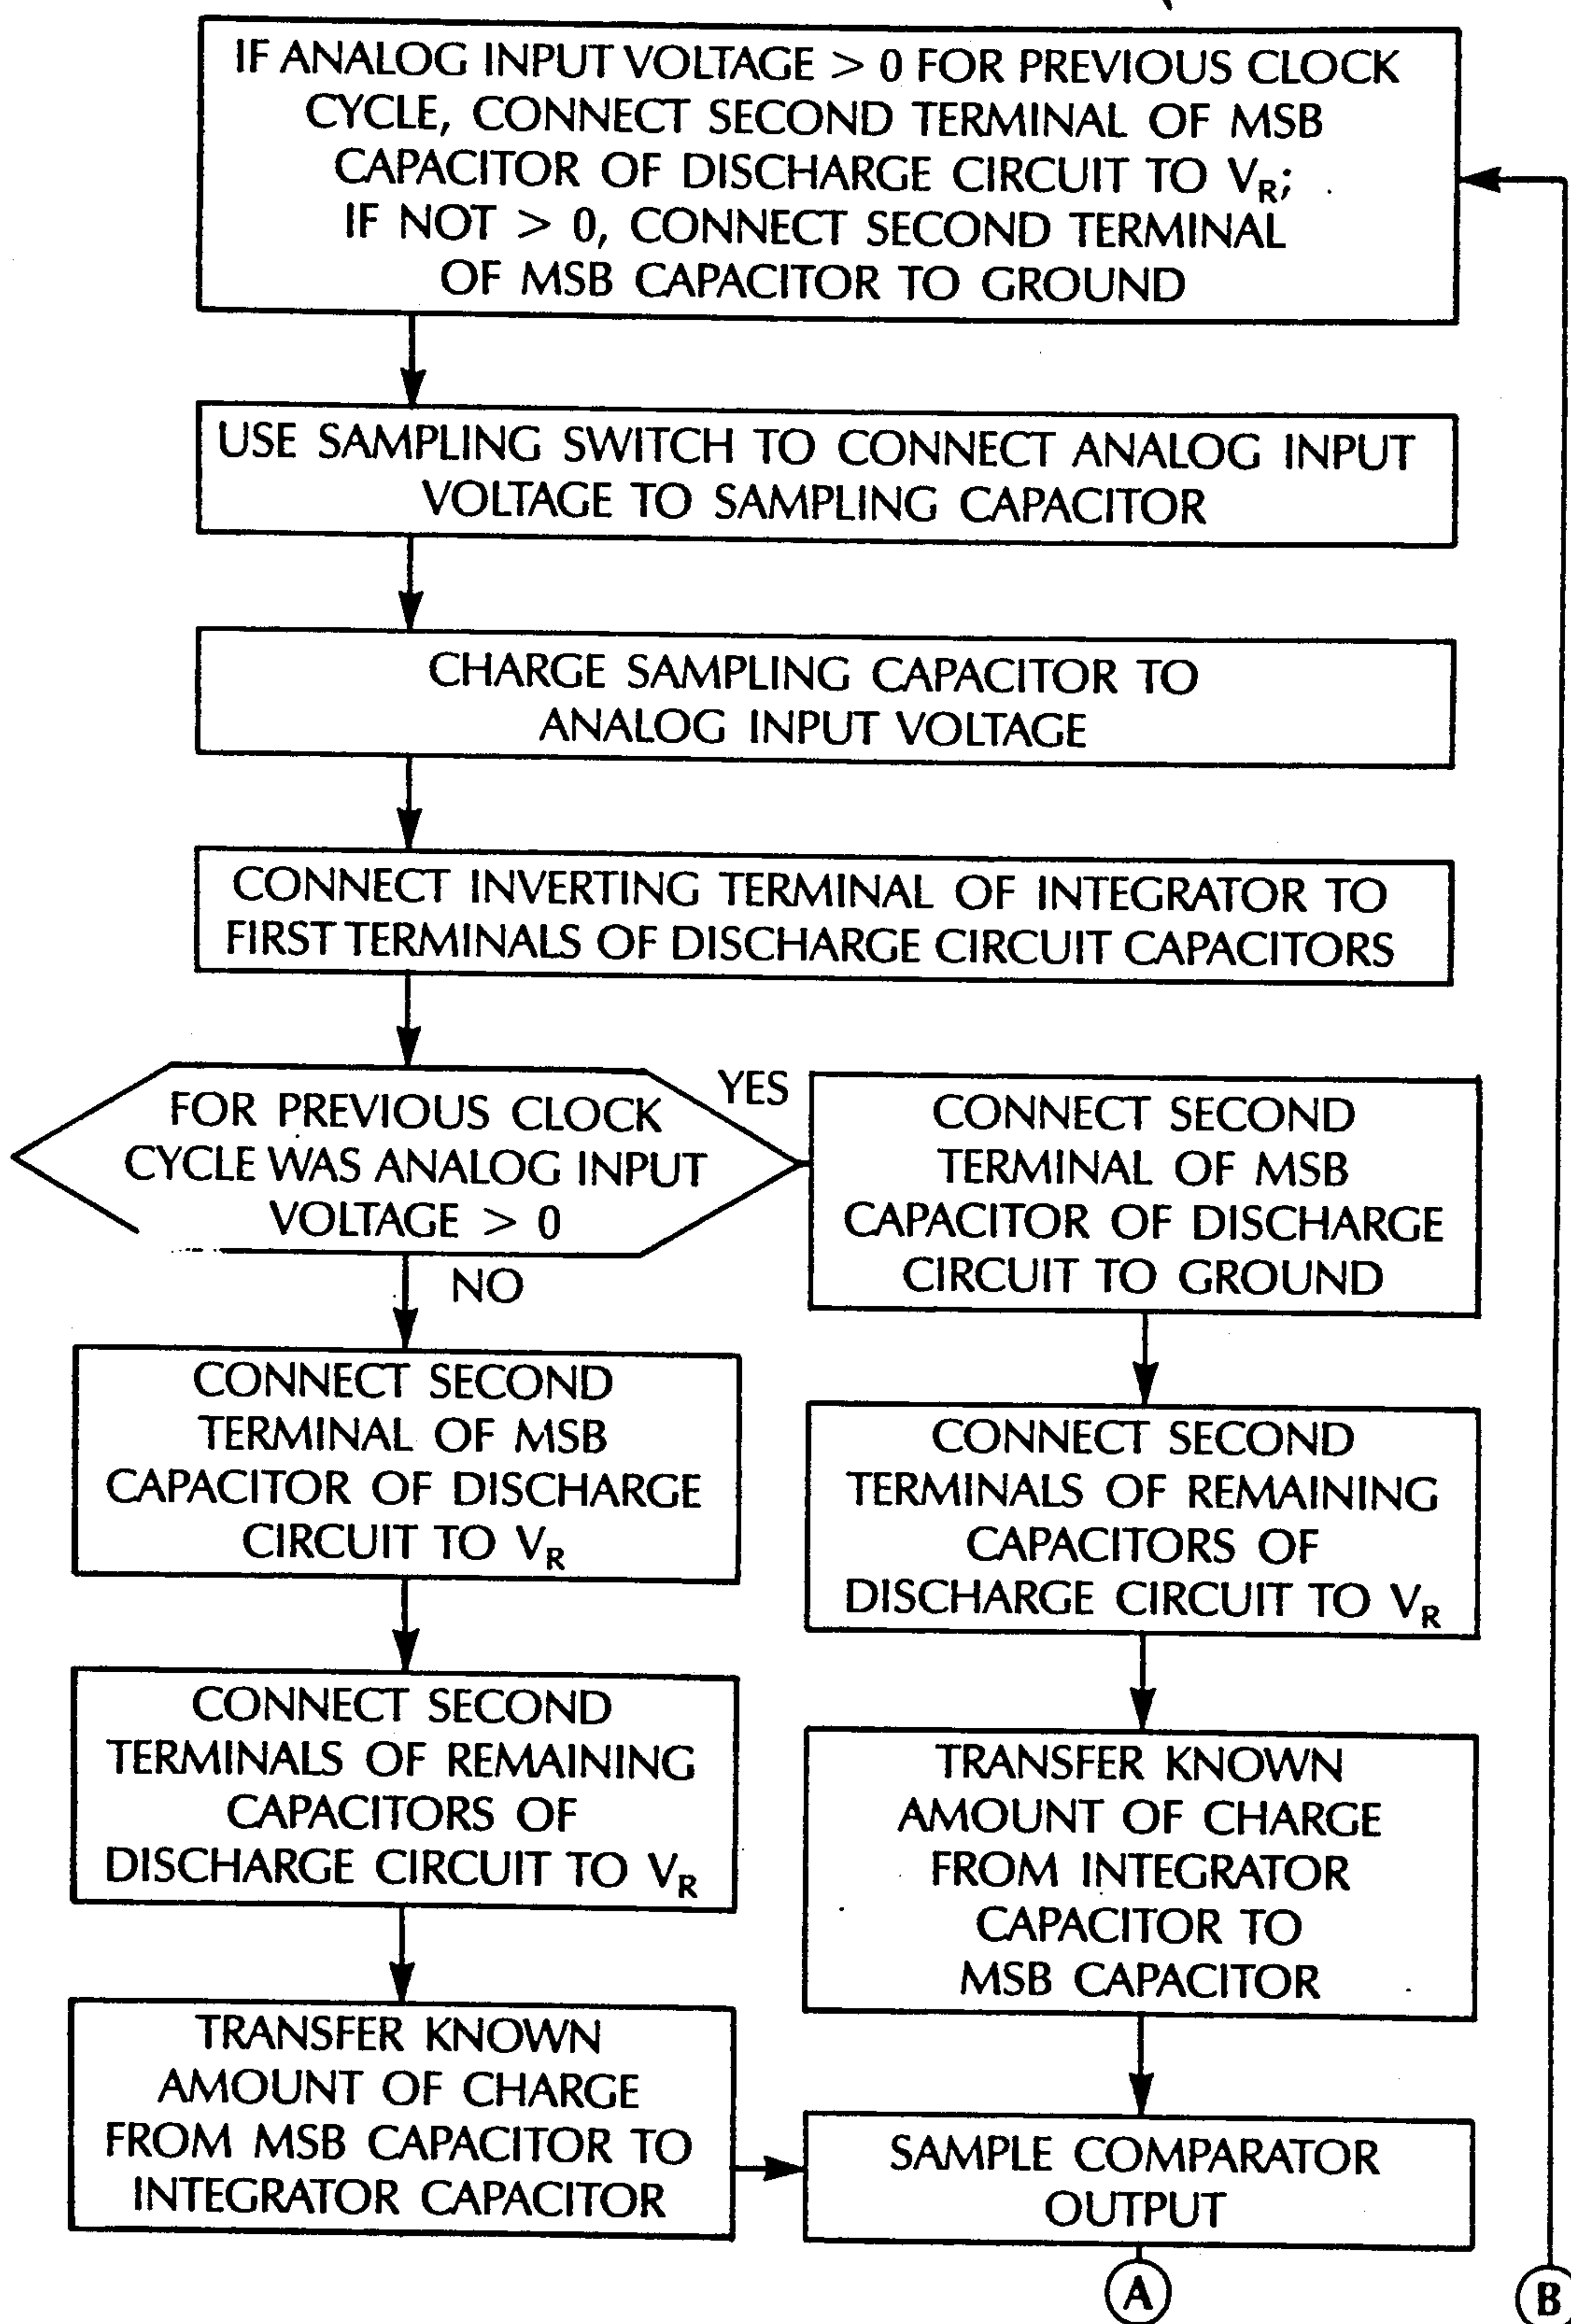 IF ANALOG INPUT VOLTAGE > 0 FOR PREVIOUS CLOCK
CYCLE, CONNECT SECOND TERMINAL OF MSB
CAPACITOR OF DISCHARGE CIRCUIT TO VR;
IF NOT > 0, CONNECT SECOND TERMINAL
OF MSB CAPACITOR TO GROUND
USE SAMPLING SWITCH TO CONNECT ANALOG INPUT
VOLTAGE TO SAMPLING CAPACITOR
CHARGE SAMPLING CAPACITOR TO
ANALOG INPUT VOLTAGE
CONNECT INVERTING TERMINAL OF INTEGRATOR TO
FIRST TERMINALS OF DISCHARGE CIRCUIT CAPACITORS
FOR PREVIOUS CLOCK
CYCLE WAS ANALOG INPUT
VOLTAGE > 0
YES
NO
CONNECT SECOND
TERMINAL OF MSB
CAPACITOR OF DISCHARGE
CIRCUIT TO GROUND
CONNECT SECOND
TERMINAL OF MSB
CAPACITOR OF DISCHARGE
CIRCUIT TO VR
CONNECT SECOND
TERMINALS OF REMAINING
CAPACITORS OF
DISCHARGE CIRCUIT TO VR
CONNECT SECOND
TERMINALS OF REMAINING
CAPACITORS OF
DISCHARGE CIRCUIT TO VR
TRANSFER KNOWN
AMOUNT OF CHARGE
FROM INTEGRATOR
CAPACITOR TO
MSB CAPACITOR
TRANSFER KNOWN
AMOUNT OF CHARGE
FROM MSB CAPACITOR TO
INTEGRATOR CAPACITOR
SAMPLE COMPARATOR
OUTPUT
A
B